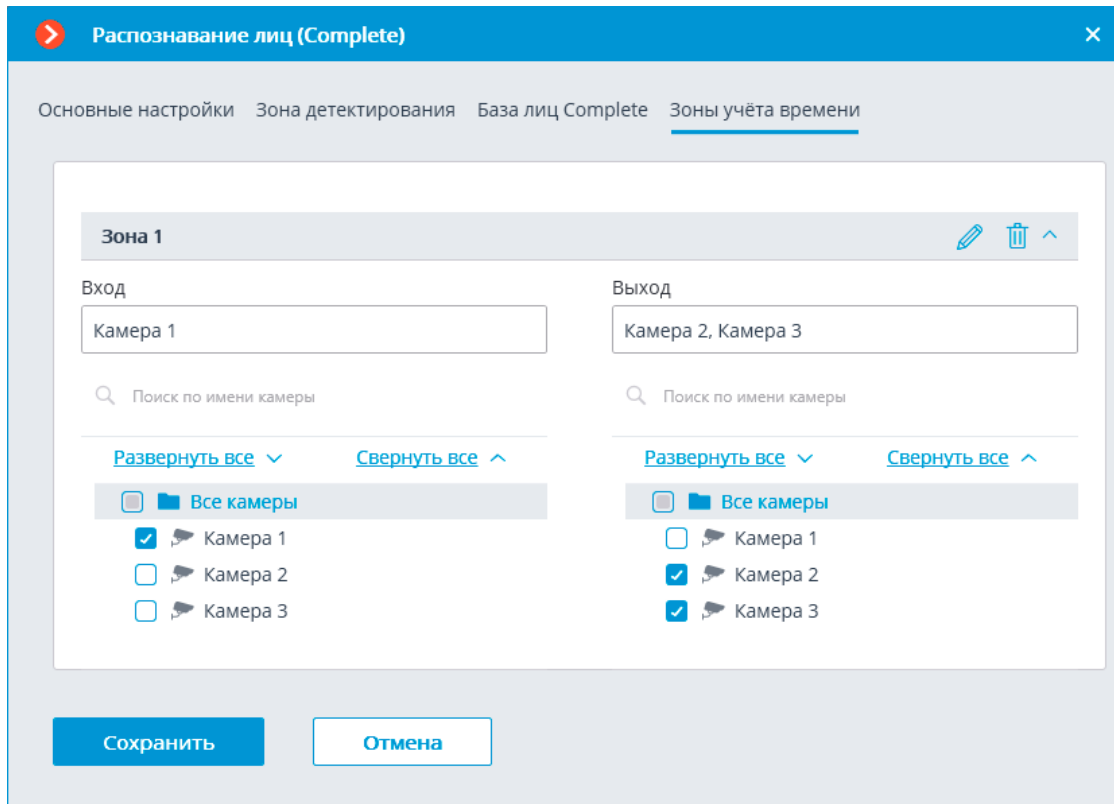 Распознавание лиц (Complete)
Основные настройки Зона детектирования База лиц Complete Зоны учёта времени
Зона 1
Вход Выход
Камера 1 Камера 2, Камера 3
Поиск по имени камеры Поиск по имени камеры
Развернуть все Свернуть все Развернуть все Свернуть все
Все камеры Все камеры
Камера 1 Камера 1
Камера 2 Камера 2
Камера 3 Камера 3
Сохранить Отмена